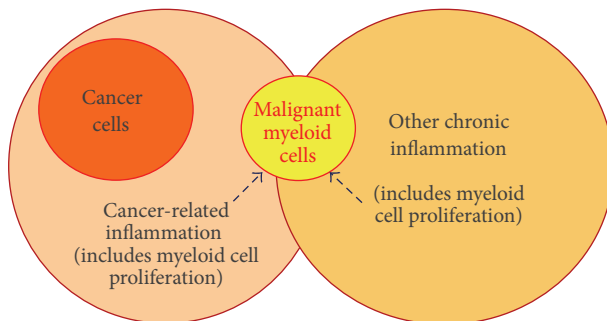 Cancer
cells
Malignant
myeloid
cells
Other chronic
inflammation
(includes myeloid
cell proliferation)
Cancer-related
inflammation
(includes myeloid cell
proliferation)